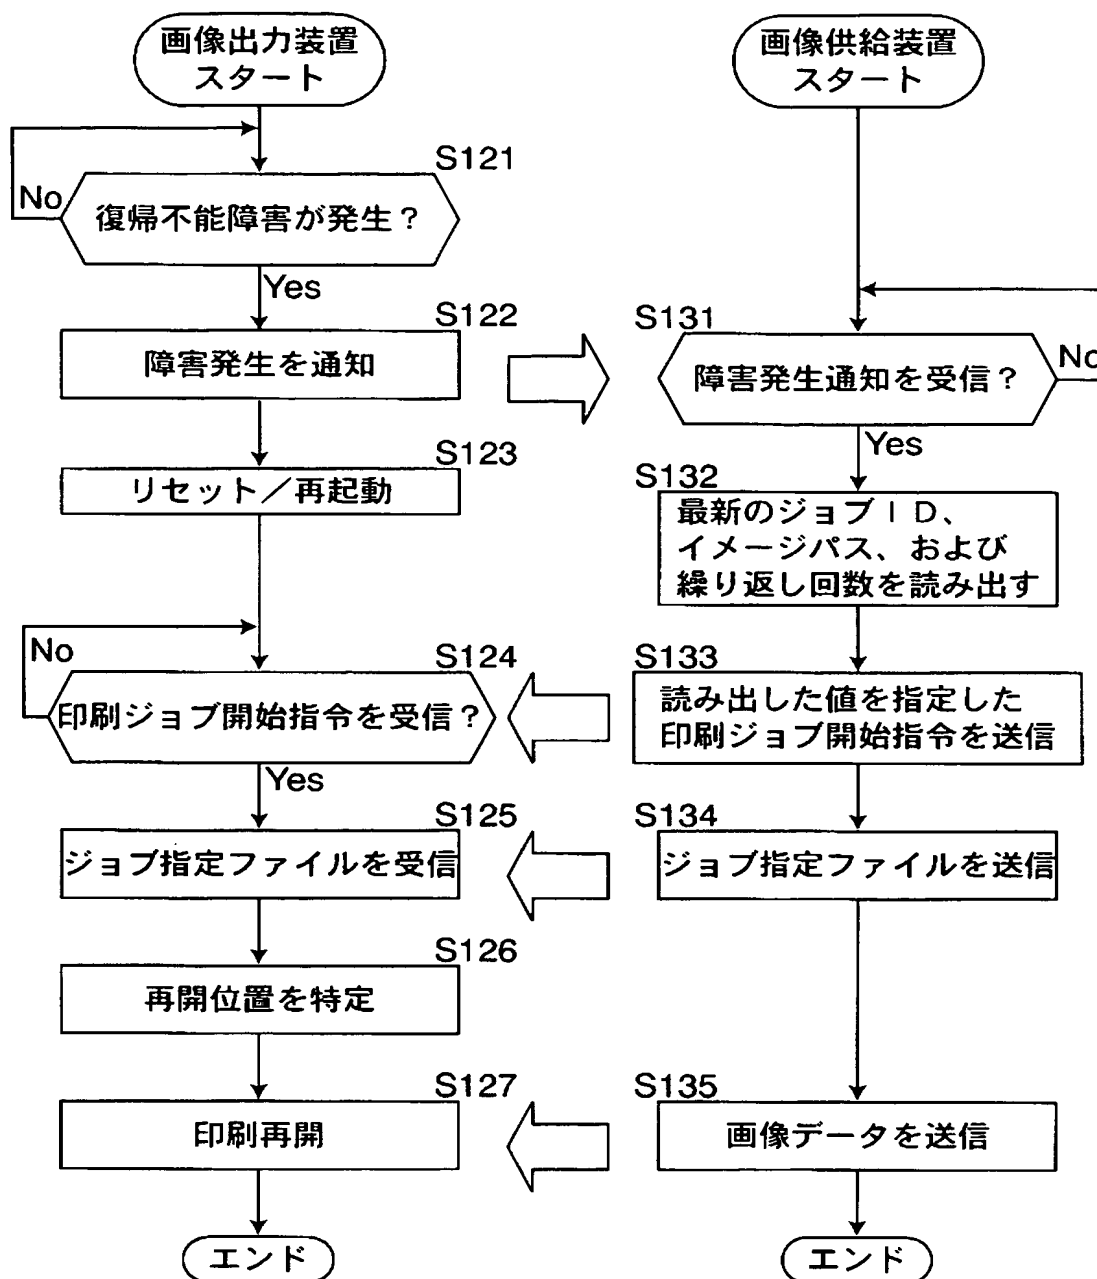 画像出力装置
スタート
S121
No
復帰不能障害が発生？
Yes
S122
障害発生を通知
S123
リセット／再起動
No
S124
印刷ジョブ開始指令を受信？
Yes
S125
ジョブ指定ファイルを受信
S126
再開位置を特定
S127
印刷再開
エンド
画像供給装置
スタート
S131
No
障害発生通知を受信？
Yes
S132
最新のジョブＩＤ、
イメージパス、および
繰り返し回数を読み出す
S133
読み出した値を指定した
印刷ジョブ開始指令を送信
S134
ジョブ指定ファイルを送信
S135
画像データを送信
エンド